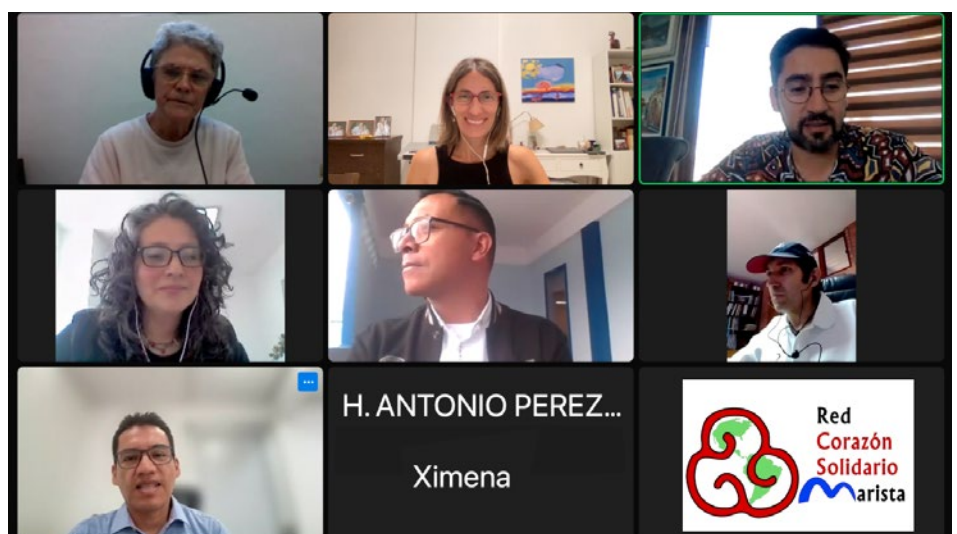 H. ANTONIO PEREZ...
Ximena
Red
Corazón
Solidario
Marista